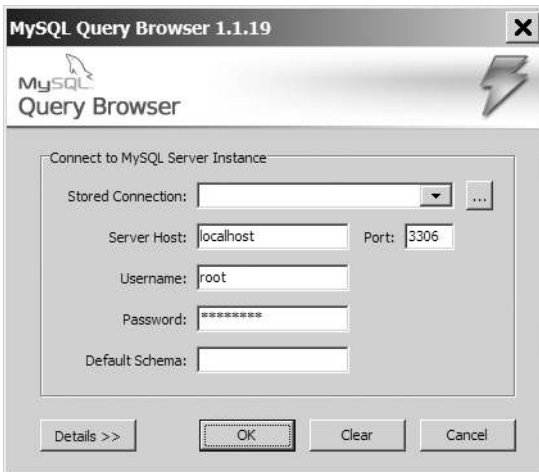 MySQL Query Browser 1.1.19
MySQL
Query Browser
Connect to MySQL Server Instance
Stored Connection:
...
Server Host: localhost Port: 3306
Username: root
Password: ********
Default Schema:
Details >> OK Clear Cancel